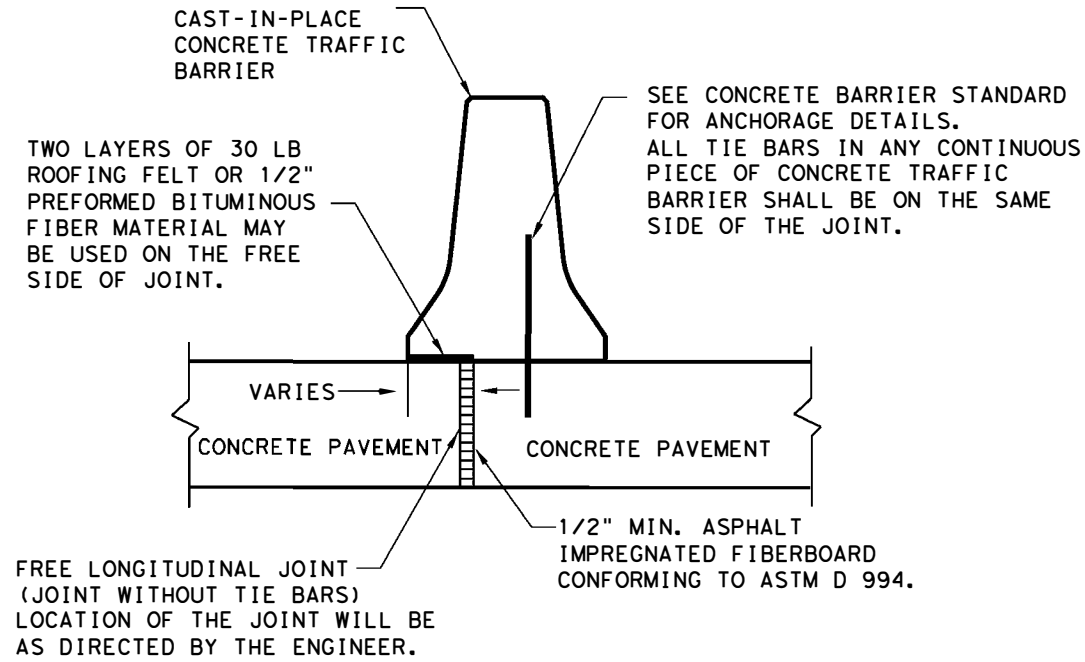 CAST-IN-PLACE
CONCRETE TRAFFIC
BARRIER
SEE CONCRETE BARRIER STANDARD
FOR ANCHORAGE DETAILS.
ALL TIE BARS IN ANY CONTINUOUS
PIECE OF CONCRETE TRAFFIC
BARRIER SHALL BE ON THE SAME
SIDE OF THE JOINT.
TWO LAYERS OF 30 LB
ROOFING FELT OR 1/2"
PREFORMED BITUMINOUS
FIBER MATERIAL MAY
BE USED ON THE FREE
SIDE OF JOINT.
VARIES
CONCRETE PAVEMENT
CONCRETE PAVEMENT
1/2" MIN. ASPHALT
IMPREGNATED FIBERBOARD
CONFORMING TO ASTM D 994.
FREE LONGITUDINAL JOINT
(JOINT WITHOUT TIE BARS)
LOCATION OF THE JOINT WILL BE
AS DIRECTED BY THE ENGINEER.